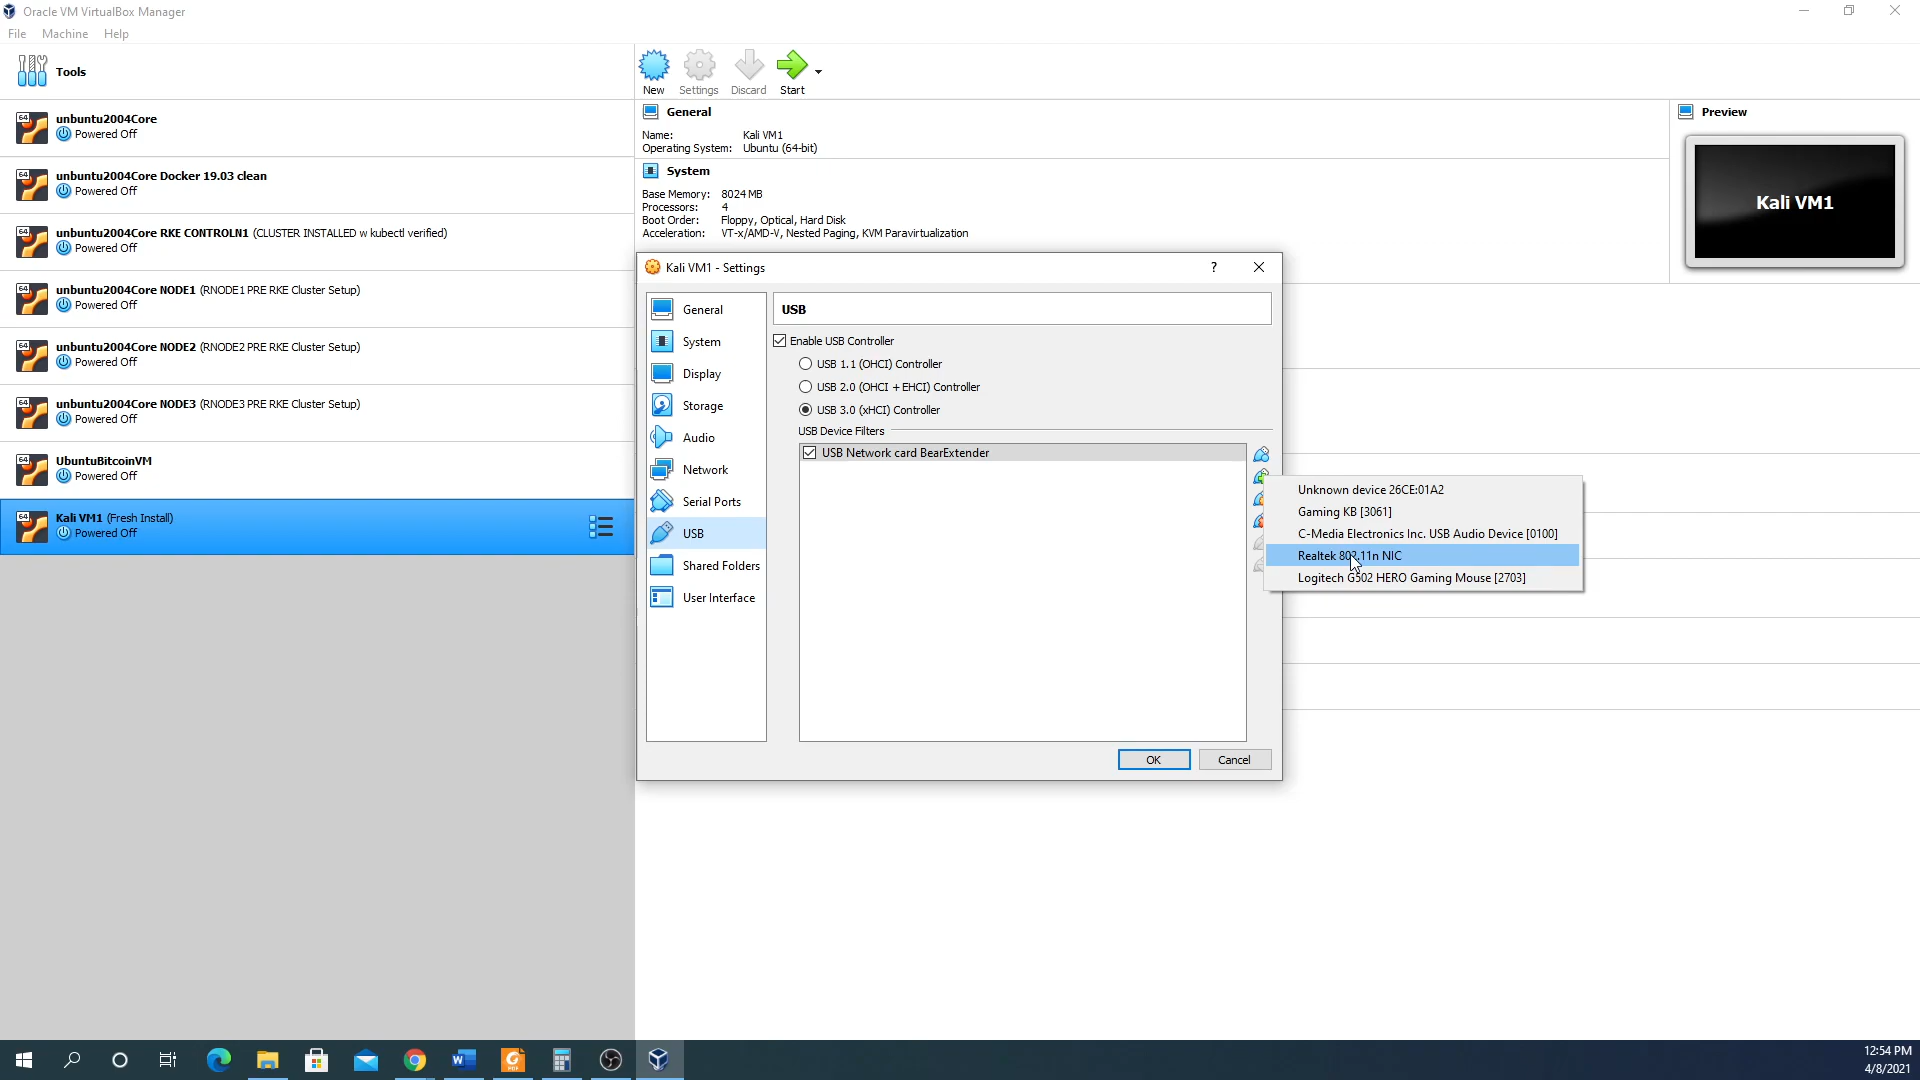 Oracle VM VirtualBox Manager
File Machine Help
Tools
New Settings Discard Start
64 unbuntu2004Core
Powered Off
64 unbuntu2004Core Docker 19.03 clean
Powered Off
64 unbuntu2004Core RKE CONTROLN1 (CLUSTER INSTALLED w kubectl verified)
Powered Off
64 unbuntu2004Core NODE1 (RNODE1 PRE RKE Cluster Setup)
Powered Off
64 unbuntu2004Core NODE2 (RNODE2 PRE RKE Cluster Setup)
Powered Off
64 unbuntu2004Core NODE3 (RNODE3 PRE RKE Cluster Setup)
Powered Off
64 UbuntuBitcoinVM
Powered Off
64 Kali VM1 (Fresh Install)
Powered Off
General
Name: Kali VM1
Operating System: Ubuntu (64-bit)
System
Base Memory: 8024 MB
Processors: 4
Boot Order: Floppy, Optical, Hard Disk
Acceleration: VT-x/AMD-V, Nested Paging, KVM Paravirtualization
Preview
Kali VM1
Kali VM1 - Settings ?
General
System
Display
Storage
Audio
Network
Serial Ports
USB
Shared Folders
User Interface
USB
Enable USB Controller
USB 1.1 (OHCI) Controller
USB 2.0 (OHCI + EHCI) Controller
USB 3.0 (xHCI) Controller
USB Device Filters
USB Network card BearExtender
Unknown device 26CE:01A2
Gaming KB [3061]
C-Media Electronics Inc. USB Audio Device [0100]
Realtek 802.11n NIC
Logitech G502 HERO Gaming Mouse [2703]
OK Cancel
12:54 PM
4/8/2021